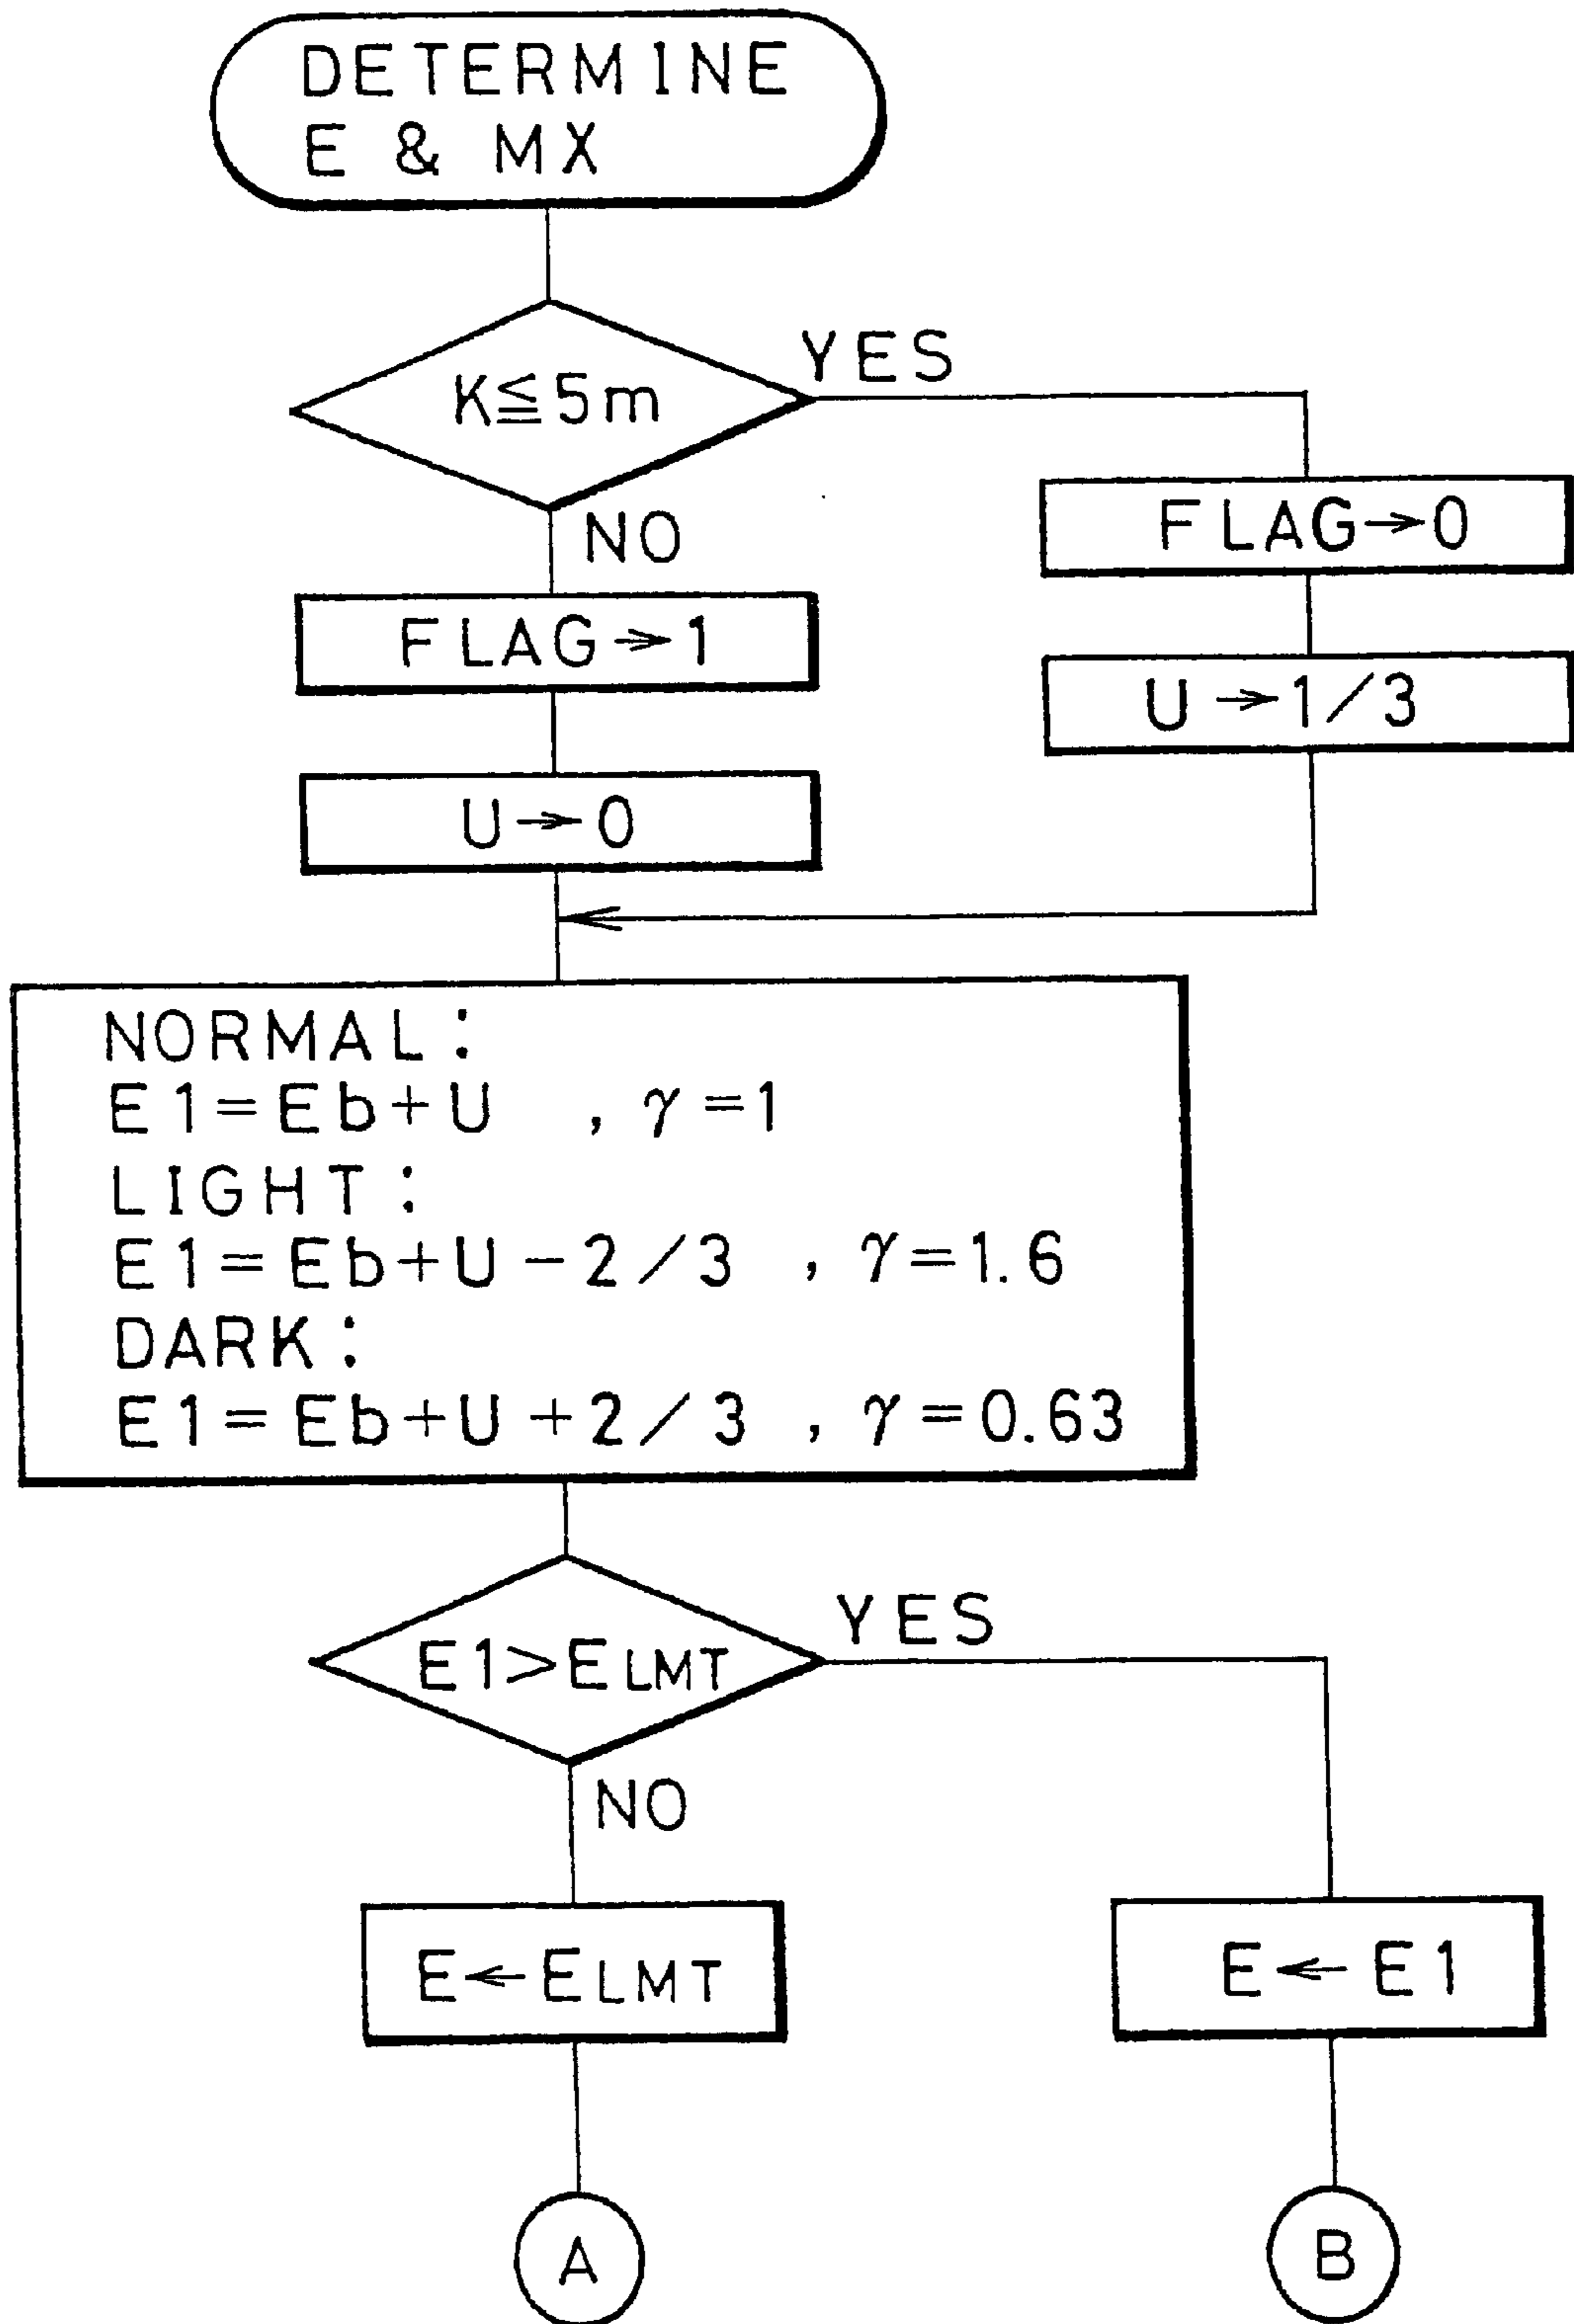 DETERMINE
E & MX
K≦5m
YES
NO
FLAG→0
FLAG→1
U→1/3
U→0
NORMAL:
E1=Eb+U , γ=1
LIGHT:
E1=Eb+U-2/3 , γ=1.6
DARK:
E1=Eb+U+2/3 , γ=0.63
E1>ELMT
YES
NO
E←ELMT
E←E1
A
B